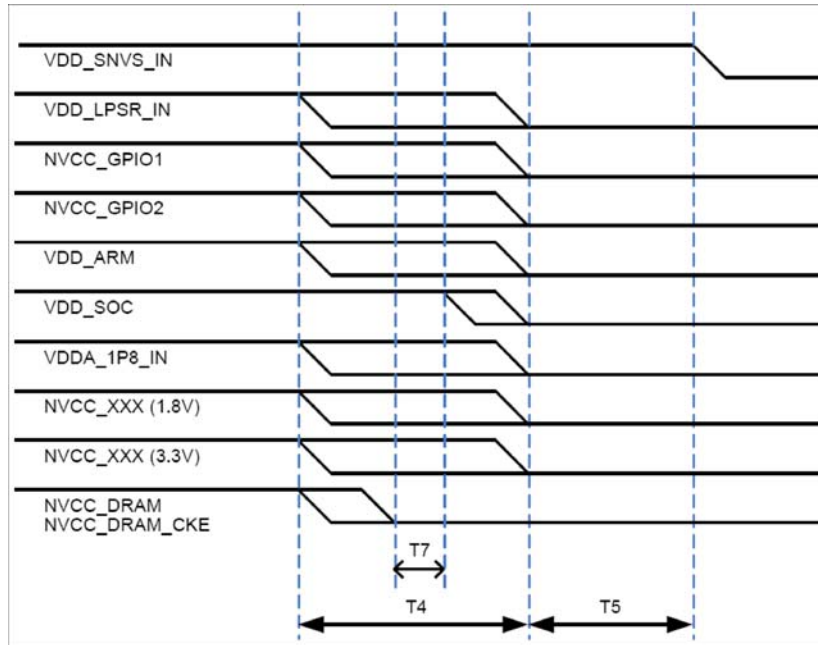 VDD_SNVS_IN
VDD_LPSR_IN
NVCC_GPIO1
NVCC_GPIO2
VDD_ARM
VDD_SOC
VDDA_1P8_IN
NVCC_XXX (1.8V)
NVCC_XXX (3.3V)
NVCC_DRAM
NVCC_DRAM_CKE
T7
T4
T5